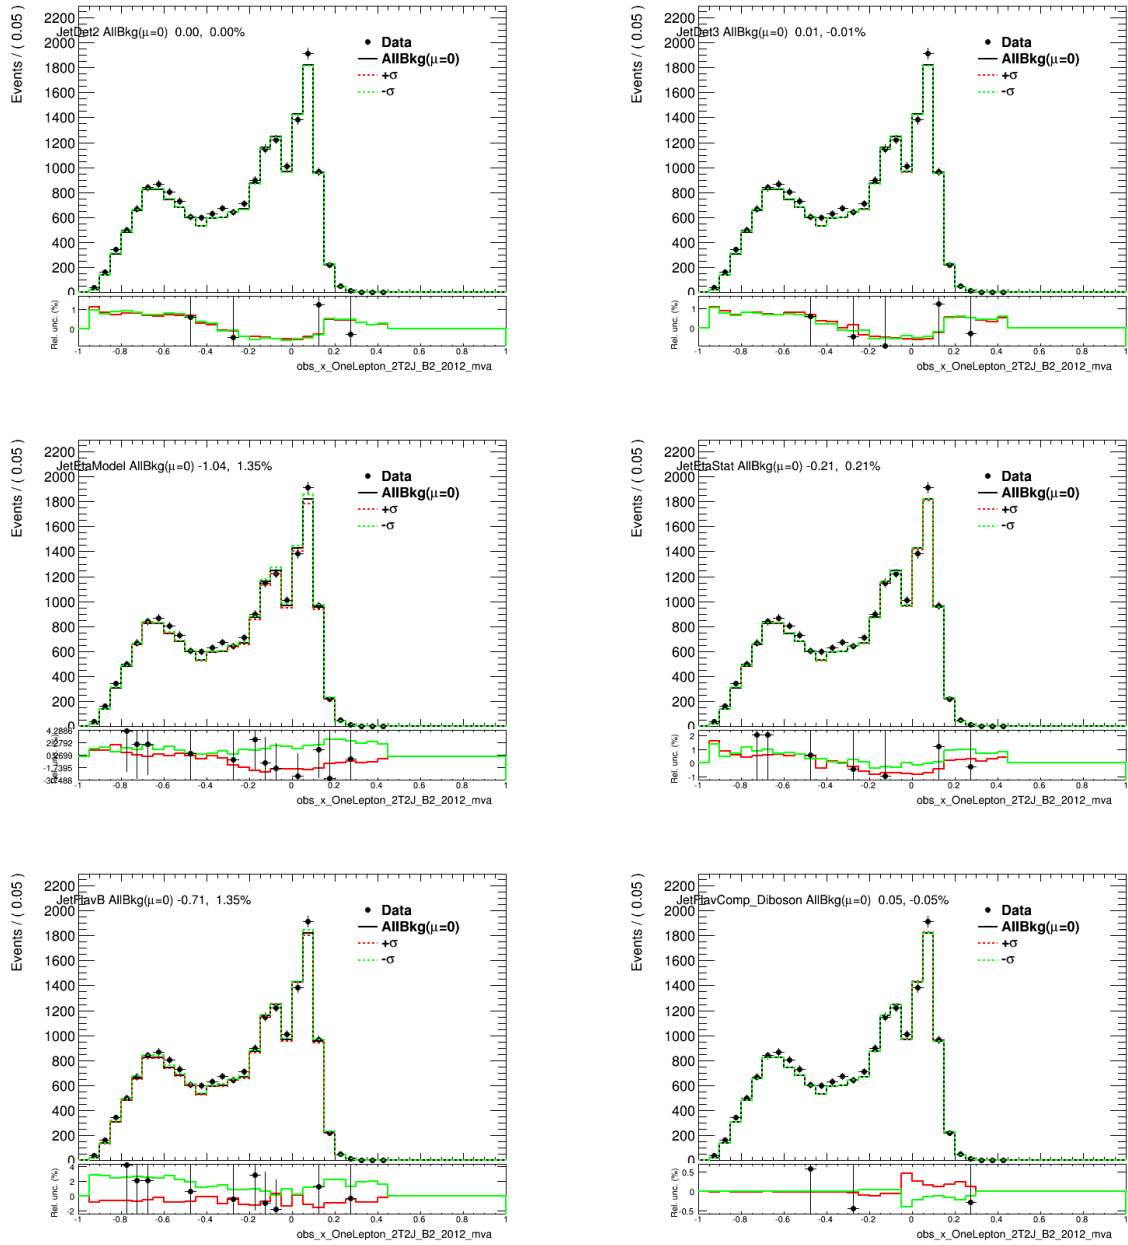 JetDet2 AllBkg(μ=0) 0.00, 0.00%
Events / ( 0.05 )
2200
2000
1800
1600
1400
1200
1000
800
600
400
200
0
Data
AllBkg(μ=0)
+σ
-σ
Rel. unc. (%)
1
0
-1 -0.8 -0.6 -0.4 -0.2 0 0.2 0.4 0.6 0.8 1
obs_x_OneLepton_2T2J_B2_2012_mva
JetDet3 AllBkg(μ=0) 0.01, -0.01%
Events / ( 0.05 )
2200
2000
1800
1600
1400
1200
1000
800
600
400
200
0
Data
AllBkg(μ=0)
+σ
-σ
Rel. unc. (%)
1
0
-1 -0.8 -0.6 -0.4 -0.2 0 0.2 0.4 0.6 0.8 1
obs_x_OneLepton_2T2J_B2_2012_mva
JetEtaModel AllBkg(μ=0) -1.04, 1.35%
Events / ( 0.05 )
2200
2000
1800
1600
1400
1200
1000
800
600
400
200
0
Data
AllBkg(μ=0)
+σ
-σ
4.2886
2.2792
0.2699
-1.7395
-3.7488
-1 -0.8 -0.6 -0.4 -0.2 0 0.2 0.4 0.6 0.8 1
obs_x_OneLepton_2T2J_B2_2012_mva
JetEtaStat AllBkg(μ=0) -0.21, 0.21%
Events / ( 0.05 )
2200
2000
1800
1600
1400
1200
1000
800
600
400
200
0
Data
AllBkg(μ=0)
+σ
-σ
Rel. unc. (%)
2
1
0
-1
-1 -0.8 -0.6 -0.4 -0.2 0 0.2 0.4 0.6 0.8 1
obs_x_OneLepton_2T2J_B2_2012_mva
JetFlavB AllBkg(μ=0) -0.71, 1.35%
Events / ( 0.05 )
2200
2000
1800
1600
1400
1200
1000
800
600
400
200
0
Data
AllBkg(μ=0)
+σ
-σ
Rel. unc. (%)
4
2
0
-2
-1 -0.8 -0.6 -0.4 -0.2 0 0.2 0.4 0.6 0.8 1
obs_x_OneLepton_2T2J_B2_2012_mva
JetFlavComp_Diboson AllBkg(μ=0) 0.05, -0.05%
Events / ( 0.05 )
2200
2000
1800
1600
1400
1200
1000
800
600
400
200
0
Data
AllBkg(μ=0)
+σ
-σ
Rel. unc. (%)
0.5
0.0
-0.5
-1 -0.8 -0.6 -0.4 -0.2 0 0.2 0.4 0.6 0.8 1
obs_x_OneLepton_2T2J_B2_2012_mva